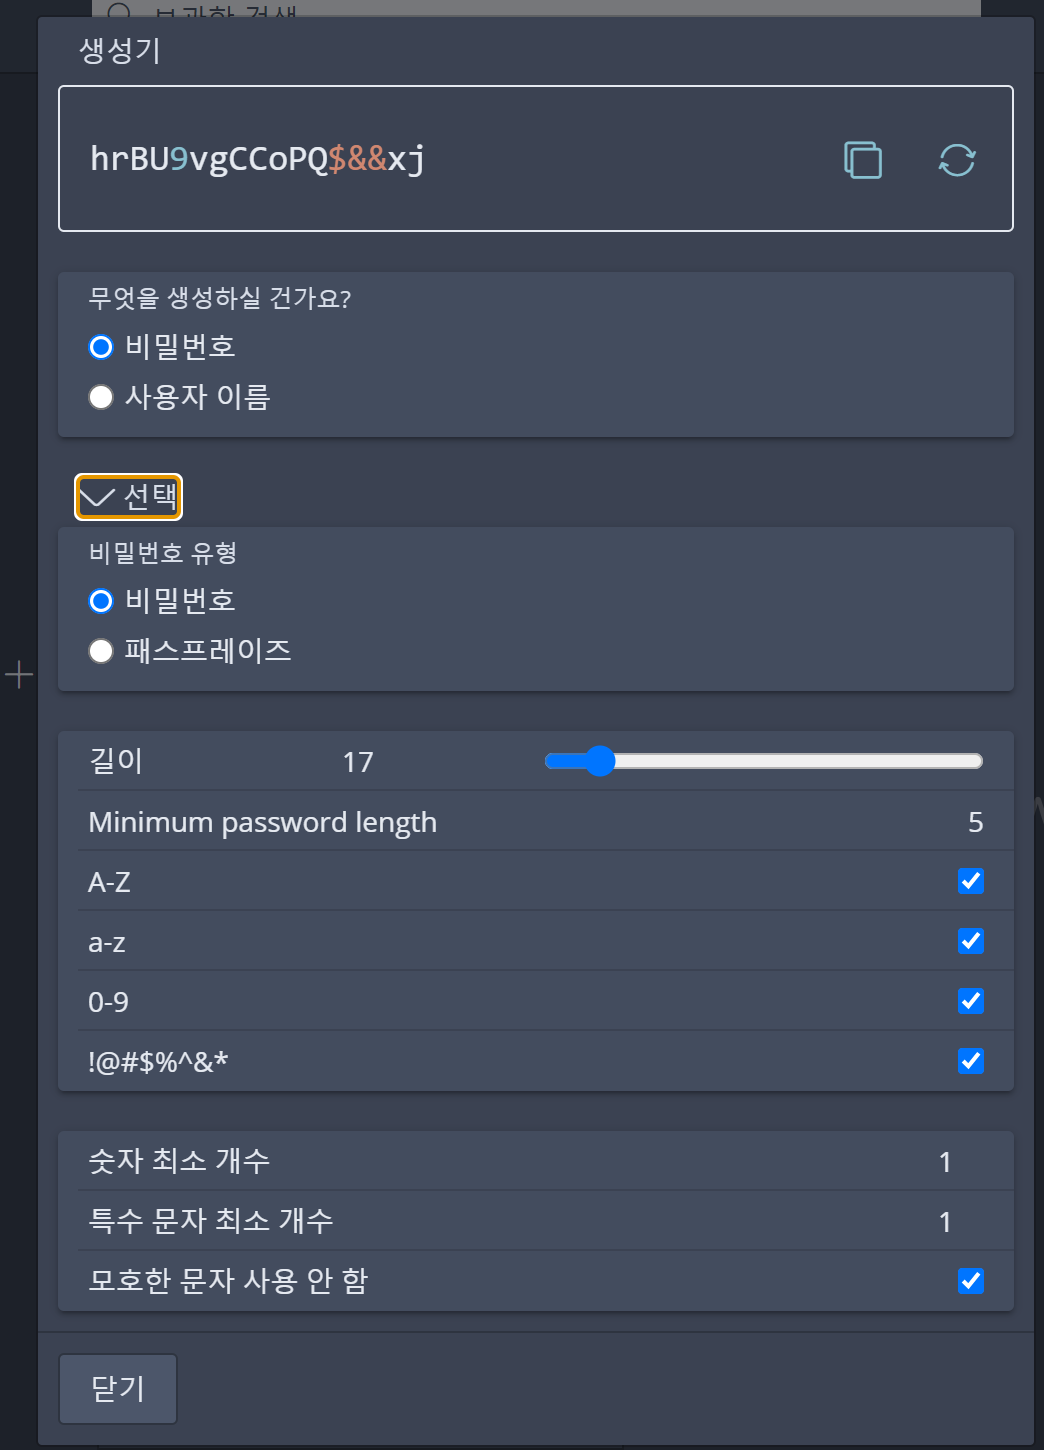 생성기
hrBU9vgCCoPQ$&&xj
무엇을 생성하실 건가요?
비밀번호
사용자 이름
선택
비밀번호 유형
비밀번호
패스프레이즈
길이 17
Minimum password length 5
A-Z
a-z
0-9
!@#$%^&*
숫자 최소 개수 1
특수 문자 최소 개수 1
모호한 문자 사용 안 함
닫기